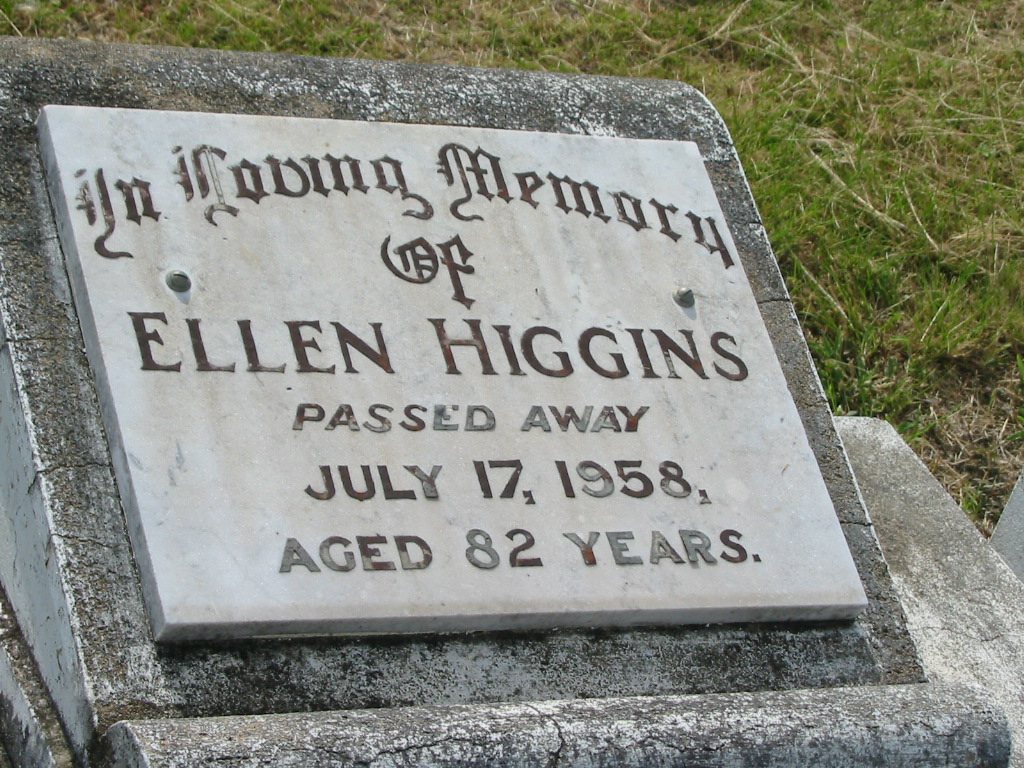 In Loving Memory
Of
ELLEN HIGGINS
PASSED AWAY
JULY 17, 1958,
AGED 82 YEARS.